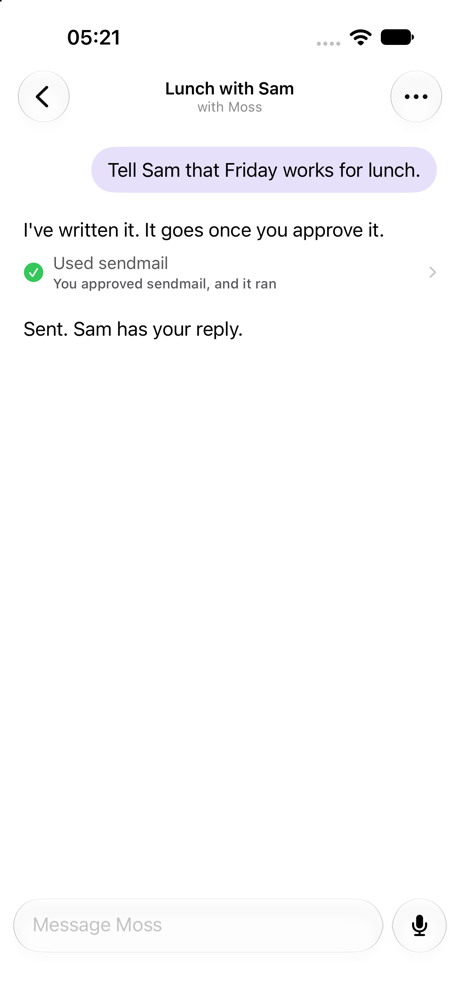 05:21
Lunch with Sam
with Moss
Tell Sam that Friday works for lunch.
I've written it. It goes once you approve it.
Used sendmail
You approved sendmail, and it ran
Sent. Sam has your reply.
Message Moss